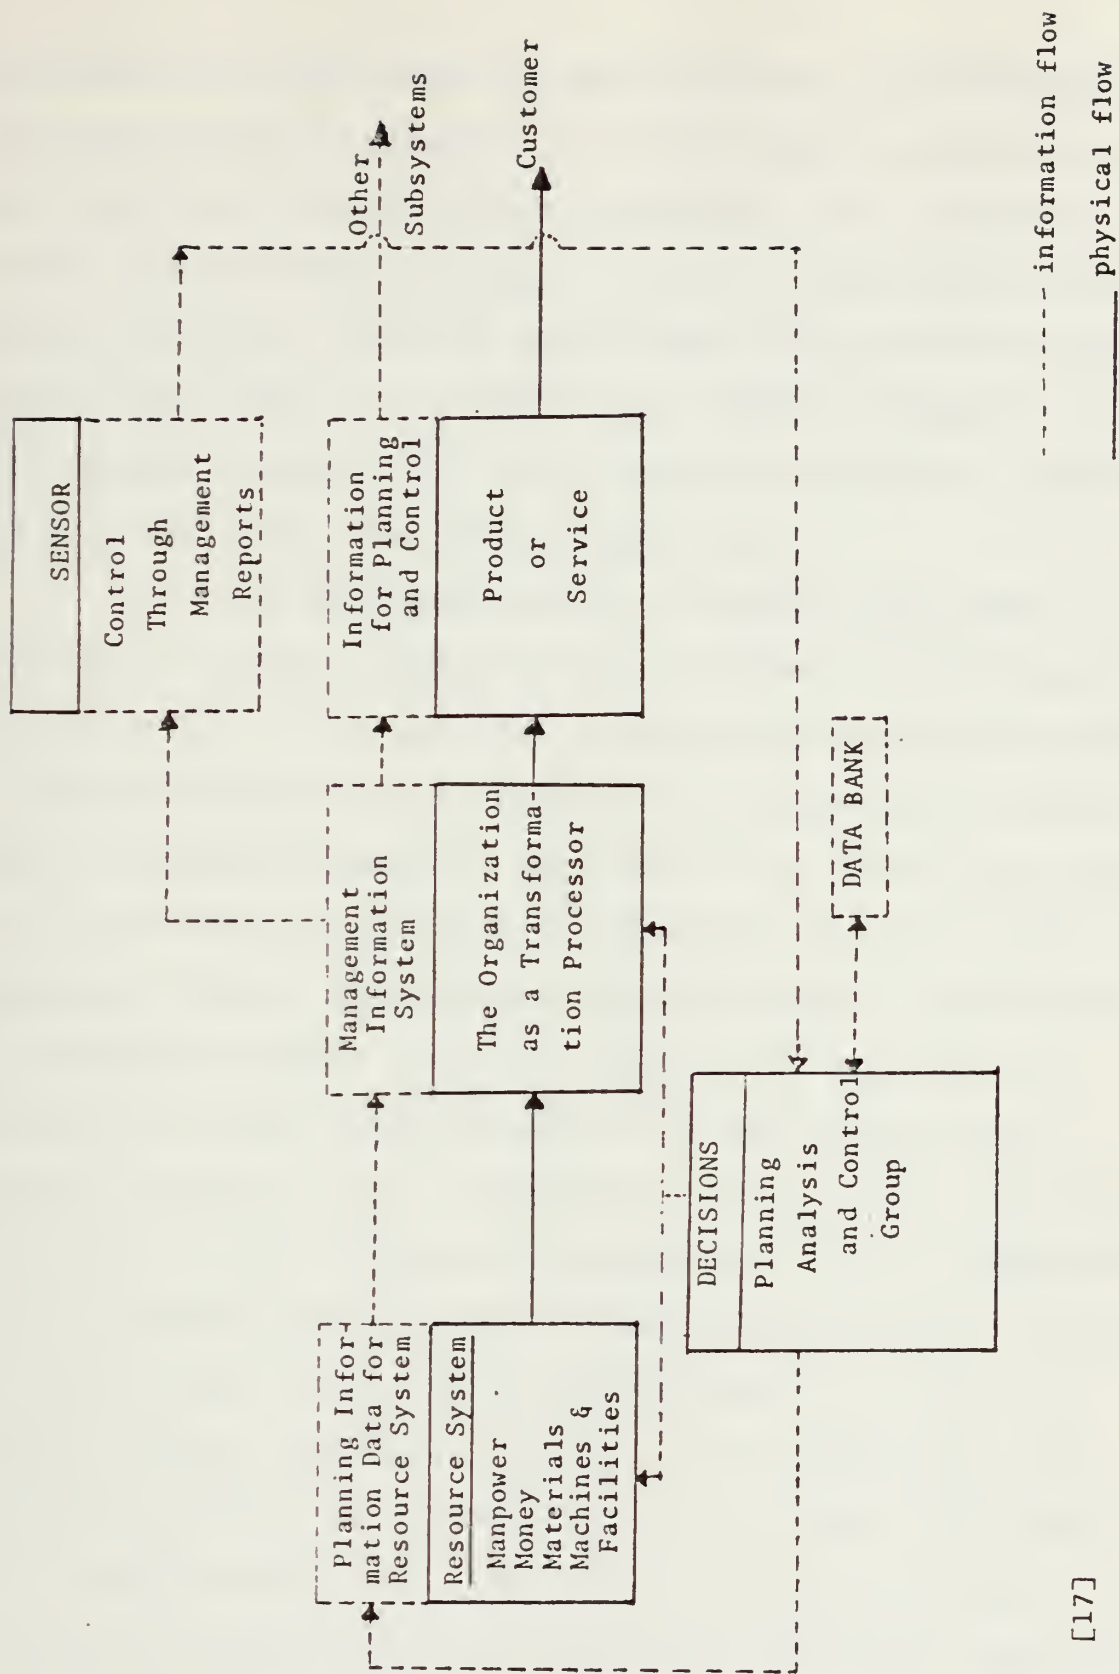 SENSOR
Control
Through
Management
Reports
Other
Subsystems
Customer
Planning Infor-
mation Data for
Resource System
Management
Information
System
Information
for Planning
and Control
Resource System
Manpower
Money
Materials
Machines &
Facilities
The Organization
as a Transforma-
tion Processor
Product
or
Service
DECISIONS
Planning
Analysis
and Control
Group
DATA BANK
information flow
physical flow
[17]